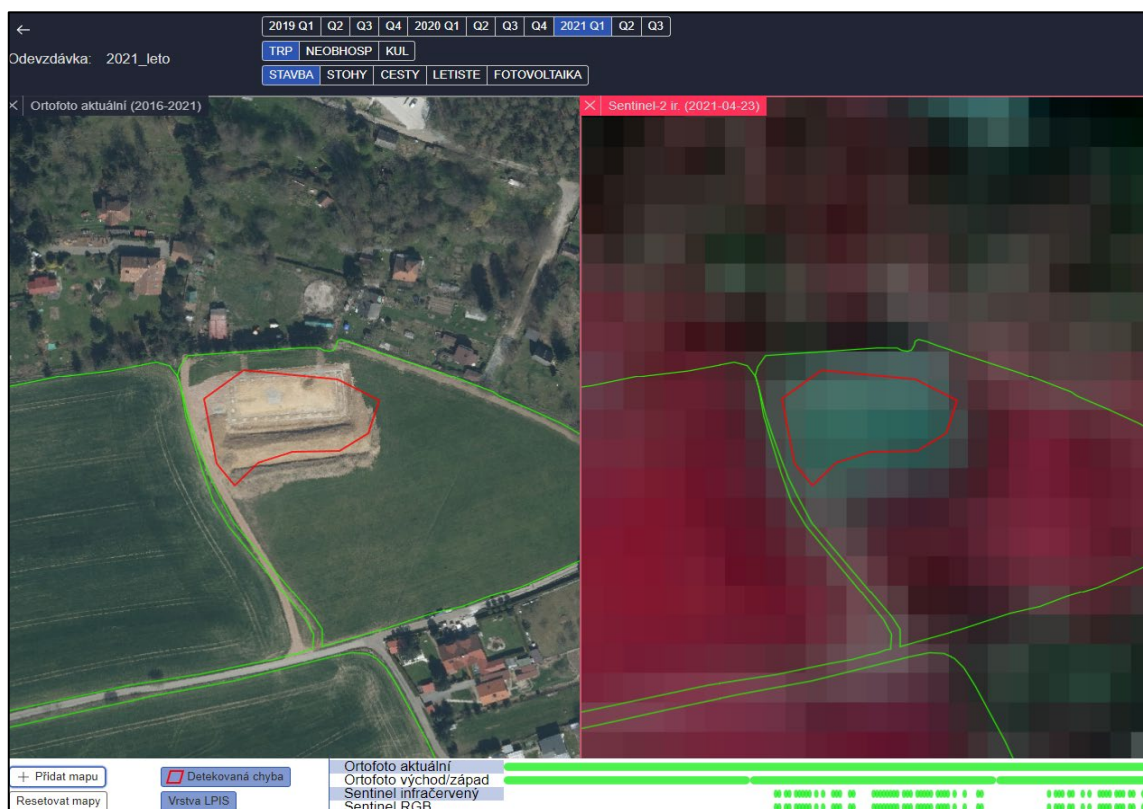 ←
2019 Q1 Q2 Q3 Q4 2020 Q1 Q2 Q3 Q4 2021 Q1 Q2 Q3
Odevzdávka: 2021_leto
TRP NEOBHOSP KUL
STAVBA STOHY CESTY LETISTE FOTOVOLTAIKA
× Ortofoto aktuální (2016-2021)
× Sentinel-2 ir. (2021-04-23)
+ Přidat mapu
Detekovaná chyba
Resetovat mapy
Vrstva LPIS
Ortofoto aktuální
Ortofoto východ/západ
Sentinel infračervený
Sentinel RGB